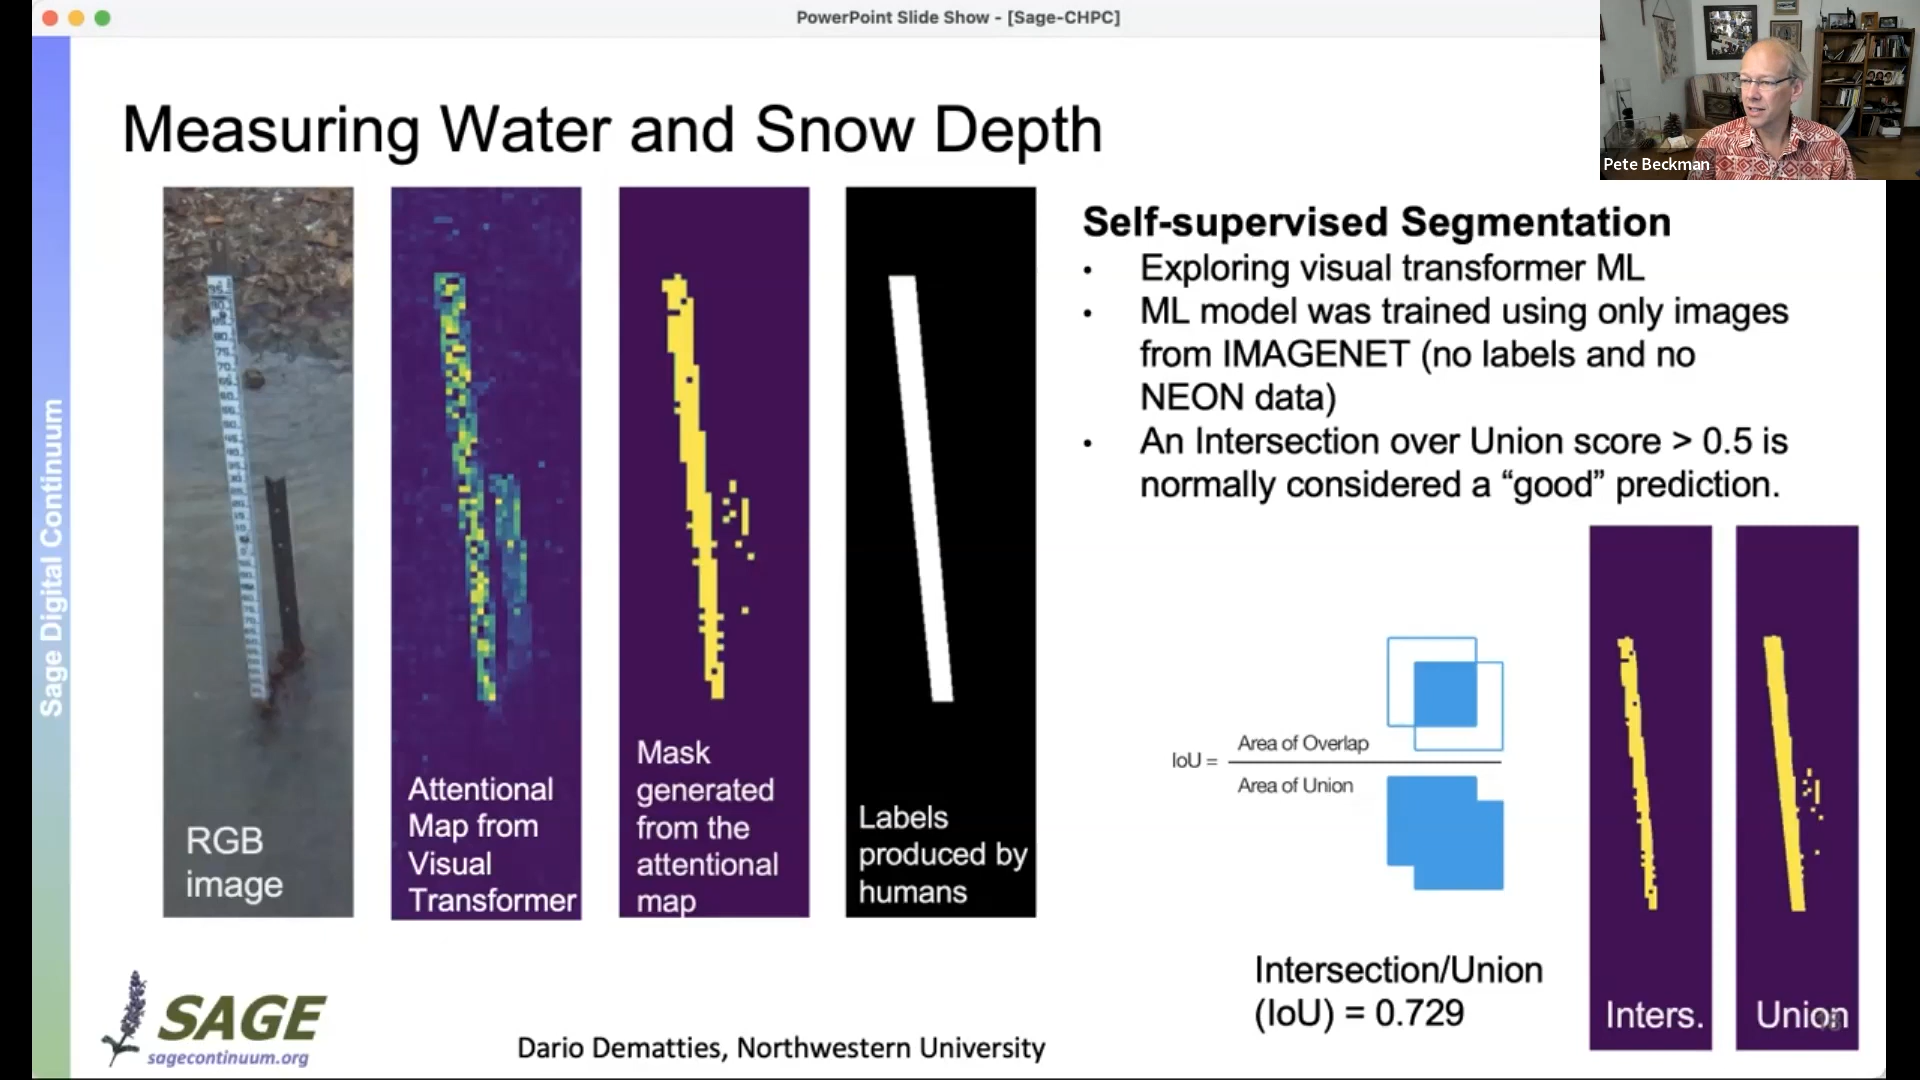 PowerPoint Slide Show - [Sage-CHPC]
Pete Beckman
Sage Digital Continuum
Measuring Water and Snow Depth
RGB
image
Attentional
Map from
Visual
Transformer
Mask
generated
from the
attentional
map
Labels
produced by
humans
Self-supervised Segmentation
• Exploring visual transformer ML
• ML model was trained using only images
from IMAGENET (no labels and no
NEON data)
• An Intersection over Union score > 0.5 is
normally considered a “good” prediction.
IoU =
Area of Overlap
Area of Union
Intersection/Union
(IoU) = 0.729
Inters.
Union
SAGE
sagecontinuum.org
Dario Dematties, Northwestern University